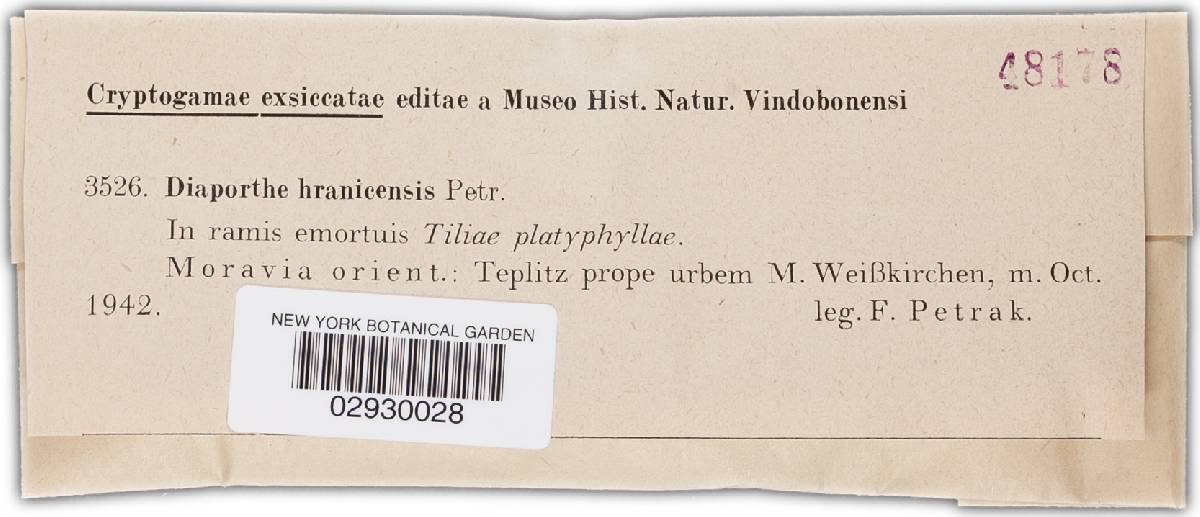 48178
Cryptogamae exsiccatae editae a Museo Hist. Natur. Vindobonensi
3526. Diaporthe hranicensis Petr.
In ramis emortuis Tiliae platyphyllae.
Moravia orient.: Teplitz prope urbem M. Weißkirchen, m. Oct.
1942. leg. F. Petrak.
NEW YORK BOTANICAL GARDEN
02930028